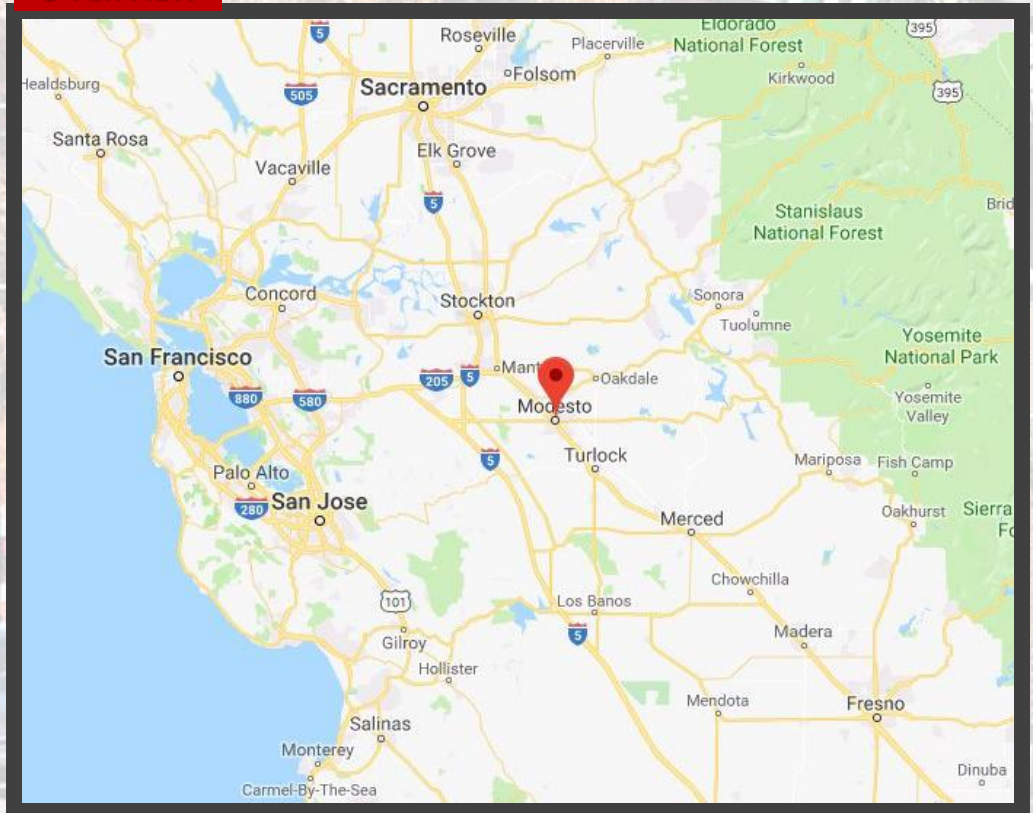 5
Roseville
Placerville
Eldorado
National Forest
395
Folsom
Kirkwood
395
505
Sacramento
Santa Rosa
Elk Grove
Vacaville
5
Stanislaus
National Forest
Concord
Stockton
Sonora
Tuolumne
Yosemite
National Park
San Francisco
205
5
Oakdale
880
580
Yosemite
Valley
Modesto
Turlock
5
Palo Alto
Mariposa
Fish Camp
280
San Jose
Oakhurst
Merced
Chowchilla
101
Los Banos
5
Gilroy
Madera
Hollister
Mendota
Fresno
Salinas
Monterey
Dinuba
Carmel-By-The-Sea